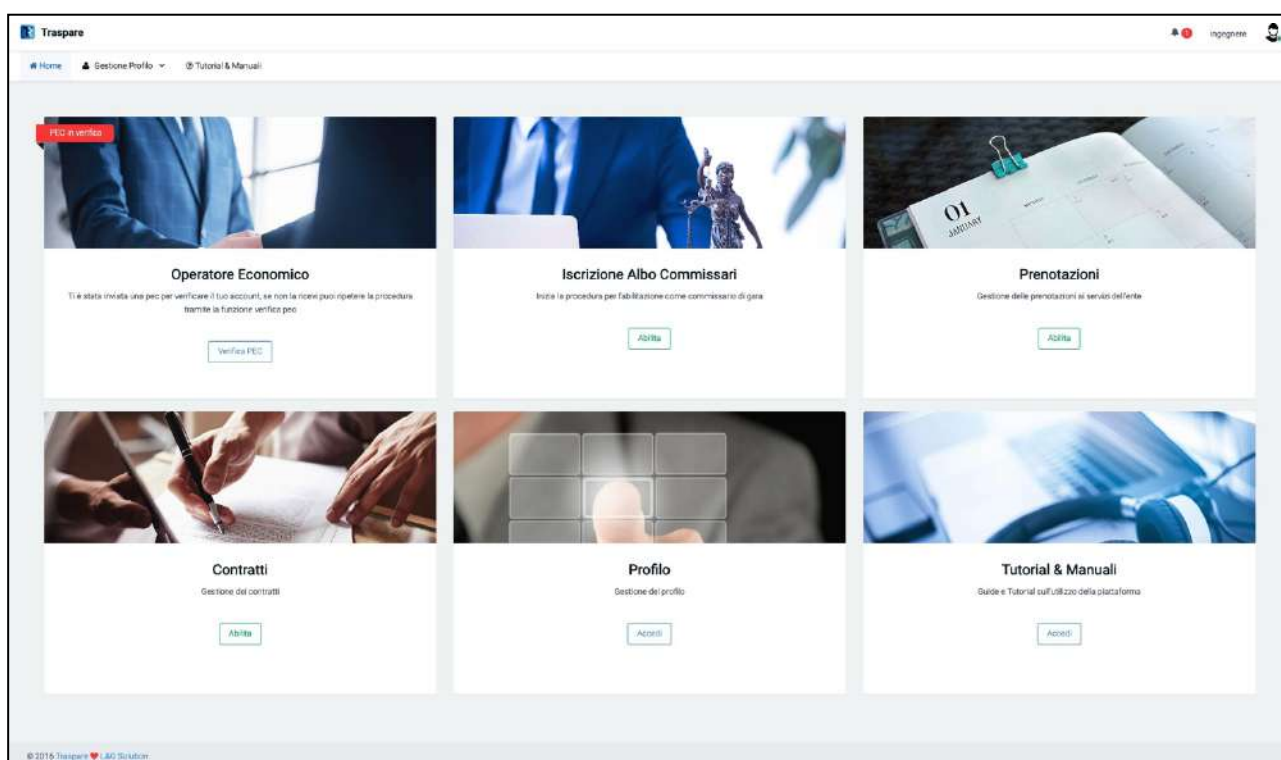 Traspare
1
ingegnere
Home
Gestione Profilo
Tutorial & Manuali
PEC in verifica
01
JANUARY
Operatore Economico
Ti è stata inviata una pec per verificare il tuo account, se non la ricevi puoi ripetere la procedura
tramite la funzione verifica pec
Verifica PEC
Iscrizione Albo Commissari
Inizia la procedura per l'abilitazione come commissario di gara
Abilita
Prenotazioni
Gestione delle prenotazioni ai servizi dell'ente
Abilita
Contratti
Gestione dei contratti
Abilita
Profilo
Gestione del profilo
Accedi
Tutorial & Manuali
Guide e Tutorial sull'utilizzo della piattaforma
Accedi
© 2016 Traspare ❤ L&G Solution